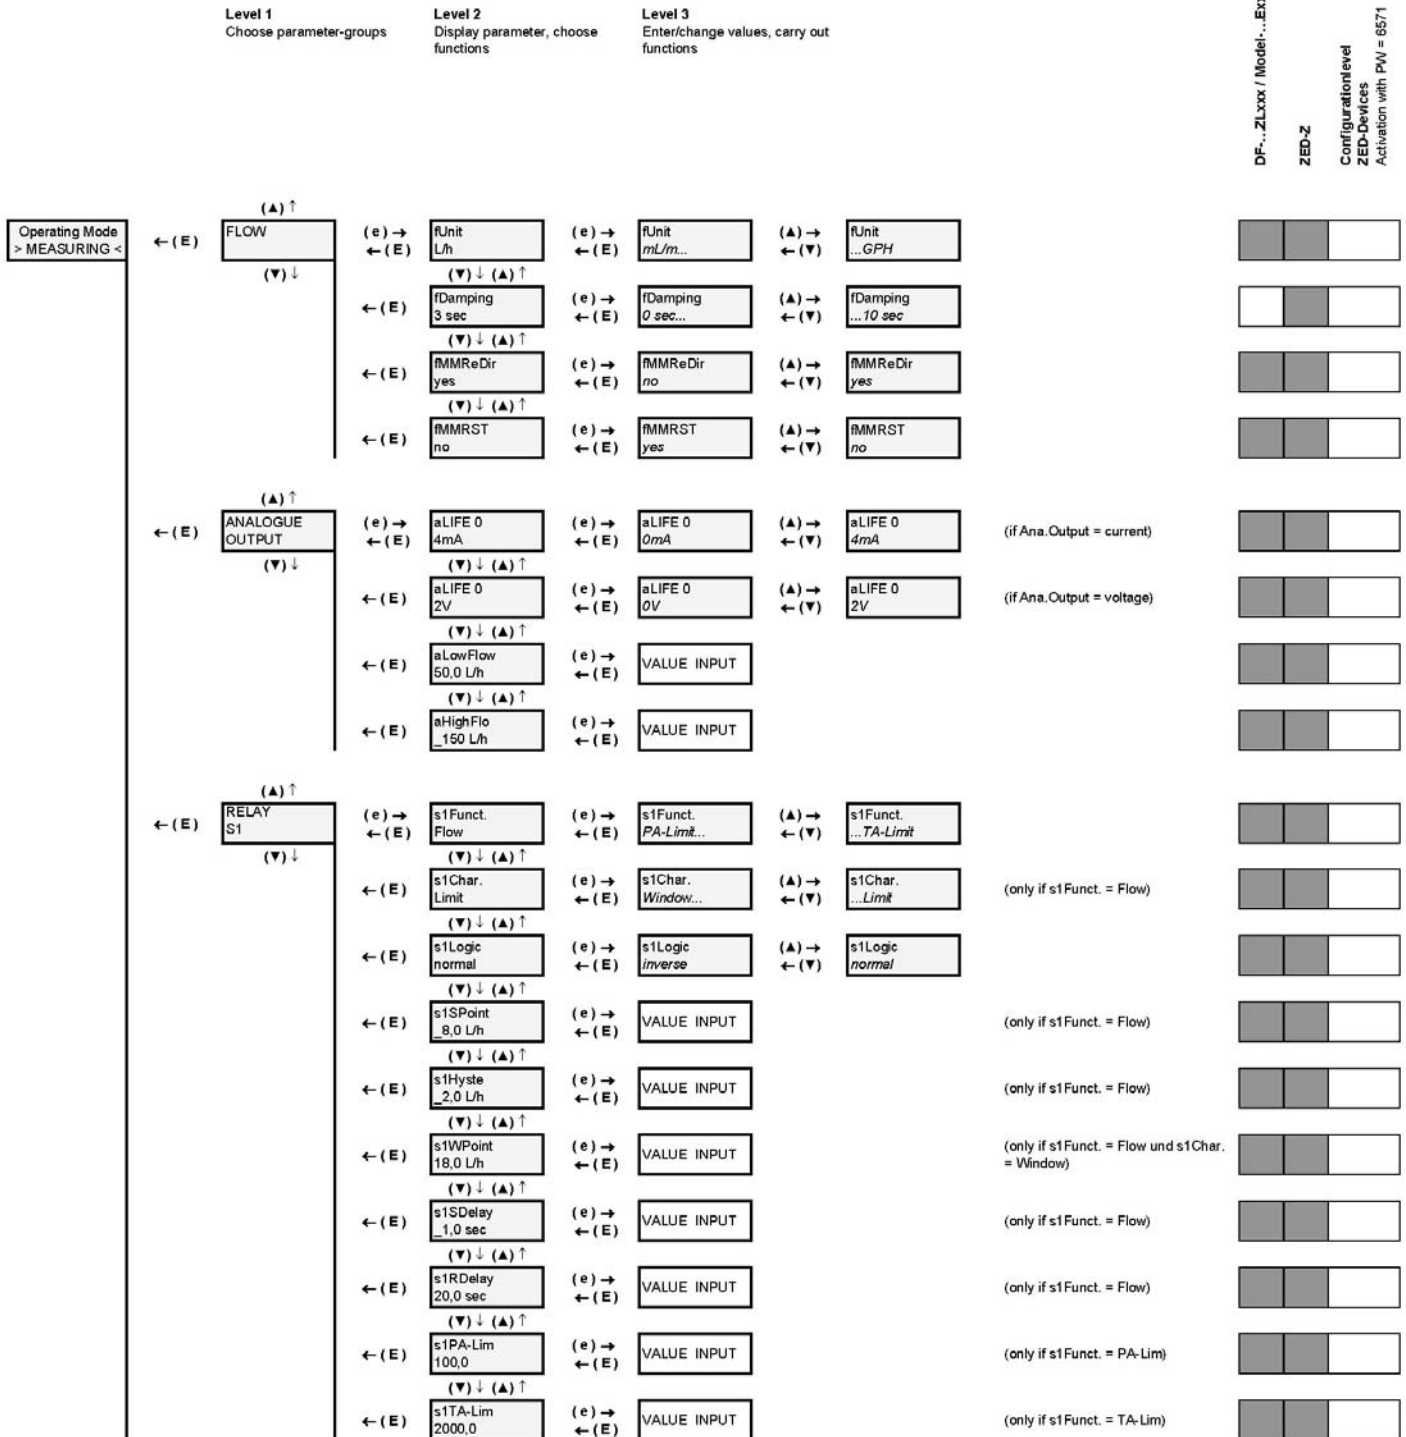 Level 1
Choose parameter-groups
Level 2
Display parameter, choose
functions
Level 3
Enter/change values, carry out
functions
DF-...ZLxxx / Model-...Ex
ZED-Z
Configurationlevel
ZED-Devices
Activation with PW = 6571
(▲) ↑
Operating Mode
> MEASURING <
← (E)
FLOW
(e) →
← (E)
fUnit
L/h
(e) →
← (E)
fUnit
mL/m...
(▲) →
← (▼)
fUnit
...GPH
(▼) ↓
(▼) ↓ (▲) ↑
← (E)
fDamping
3 sec
(e) →
← (E)
fDamping
0 sec...
(▲) →
← (▼)
fDamping
...10 sec
(▼) ↓ (▲) ↑
← (E)
fMMReDir
yes
(e) →
← (E)
fMMReDir
no
(▲) →
← (▼)
fMMReDir
yes
(▼) ↓ (▲) ↑
← (E)
fMMRST
no
(e) →
← (E)
fMMRST
yes
(▲) →
← (▼)
fMMRST
no
(▲) ↑
← (E)
ANALOGUE
OUTPUT
(e) →
← (E)
aLIFE 0
4mA
(e) →
← (E)
aLIFE 0
0mA
(▲) →
← (▼)
aLIFE 0
4mA
(if Ana.Output = current)
(▼) ↓
(▼) ↓ (▲) ↑
← (E)
aLIFE 0
2V
(e) →
← (E)
aLIFE 0
0V
(▲) →
← (▼)
aLIFE 0
2V
(if Ana.Output = voltage)
(▼) ↓ (▲) ↑
← (E)
aLowFlow
50,0 L/h
(e) →
← (E)
VALUE INPUT
(▼) ↓ (▲) ↑
← (E)
aHighFlo
_150 L/h
(e) →
← (E)
VALUE INPUT
(▲) ↑
← (E)
RELAY
S1
(e) →
← (E)
s1Funct.
Flow
(e) →
← (E)
s1Funct.
PA-Limit...
(▲) →
← (▼)
s1Funct.
...TA-Limit
(▼) ↓
(▼) ↓ (▲) ↑
← (E)
s1Char.
Limit
(e) →
← (E)
s1Char.
Window...
(▲) →
← (▼)
s1Char.
...Limit
(only if s1Funct. = Flow)
(▼) ↓ (▲) ↑
← (E)
s1Logic
normal
(e) →
← (E)
s1Logic
inverse
(▲) →
← (▼)
s1Logic
normal
(▼) ↓ (▲) ↑
← (E)
s1SPoint
_8,0 L/h
(e) →
← (E)
VALUE INPUT
(only if s1Funct. = Flow)
(▼) ↓ (▲) ↑
← (E)
s1Hyste
_2,0 L/h
(e) →
← (E)
VALUE INPUT
(only if s1Funct. = Flow)
(▼) ↓ (▲) ↑
← (E)
s1WPoint
18,0 L/h
(e) →
← (E)
VALUE INPUT
(only if s1Funct. = Flow und s1Char.
= Window)
(▼) ↓ (▲) ↑
← (E)
s1SDelay
_1,0 sec
(e) →
← (E)
VALUE INPUT
(only if s1Funct. = Flow)
(▼) ↓ (▲) ↑
← (E)
s1RDelay
20,0 sec
(e) →
← (E)
VALUE INPUT
(only if s1Funct. = Flow)
(▼) ↓ (▲) ↑
← (E)
s1PA-Lim
100,0
(e) →
← (E)
VALUE INPUT
(only if s1Funct. = PA-Lim)
(▼) ↓ (▲) ↑
← (E)
s1TA-Lim
2000,0
(e) →
← (E)
VALUE INPUT
(only if s1Funct. = TA-Lim)